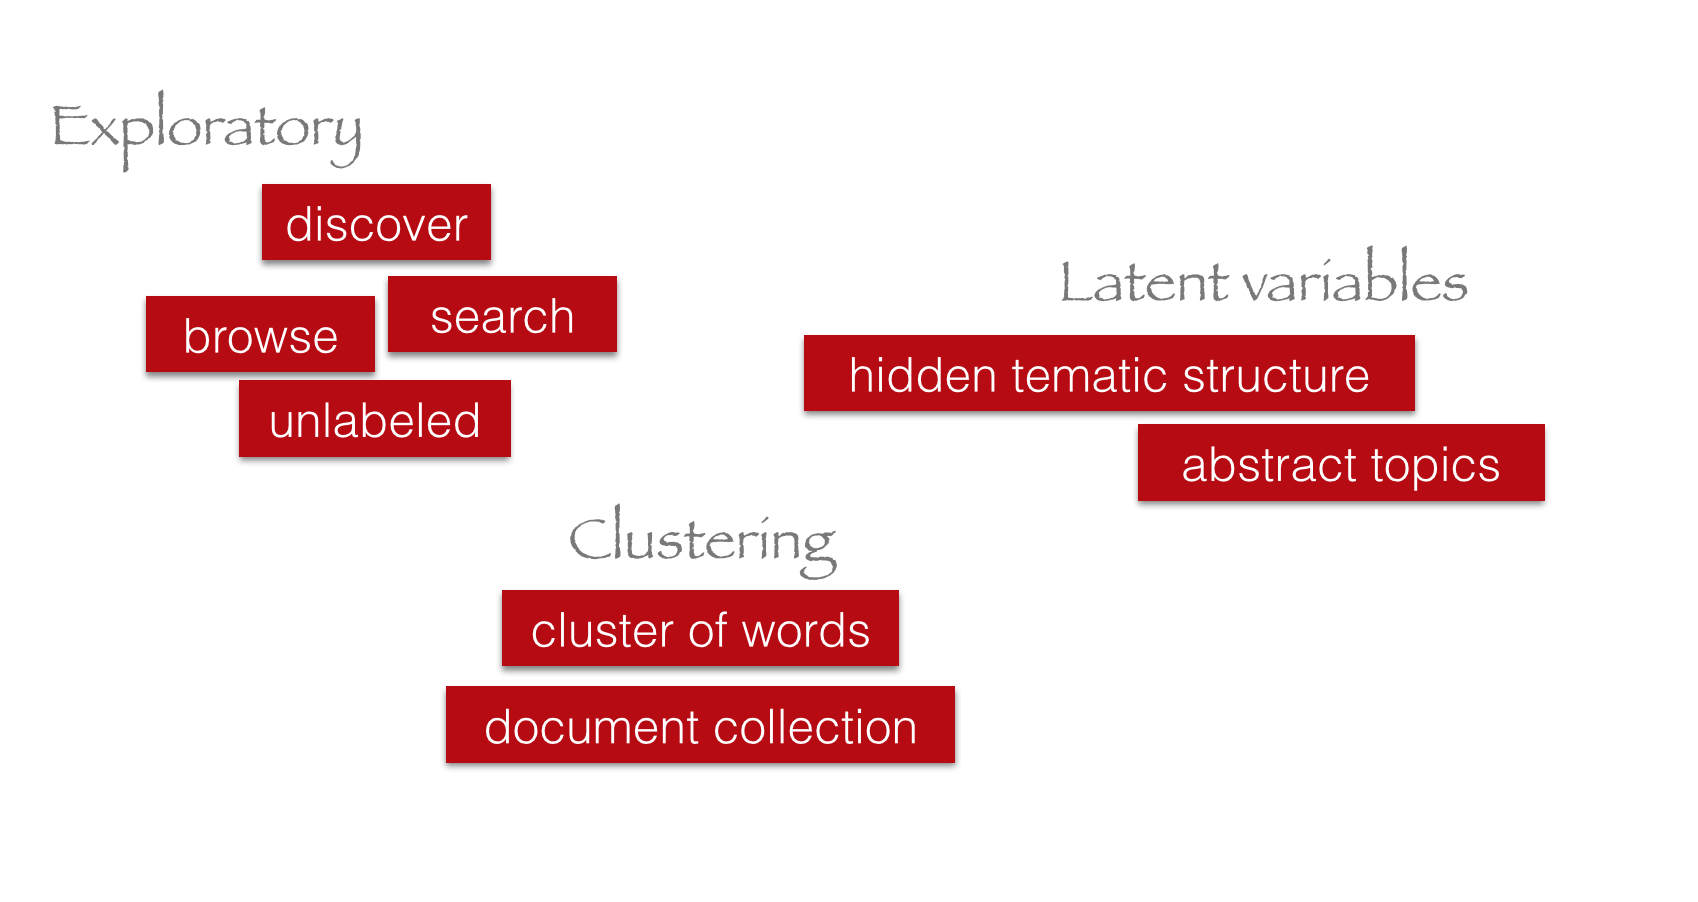 Exploratory
discover
search
browse
unlabeled
Latent variables
hidden tematic structure
abstract topics
Clustering
cluster of words
document collection